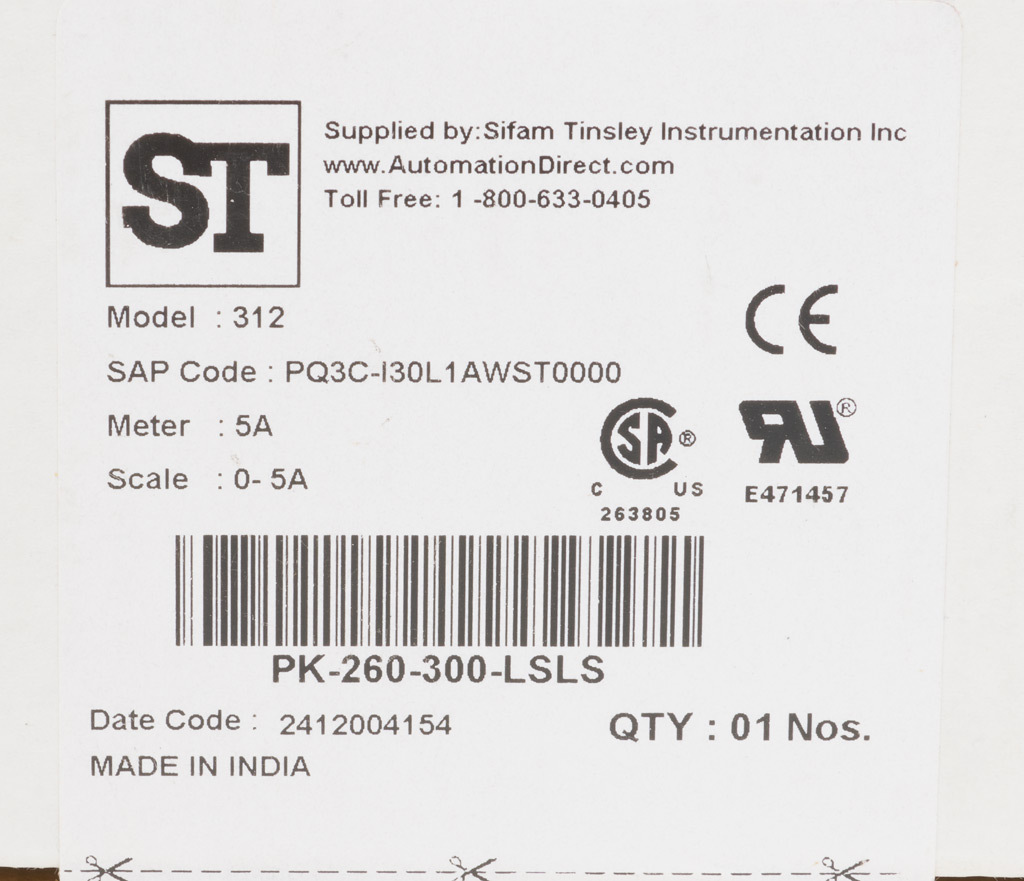 ST
Supplied by:Sifam Tinsley Instrumentation Inc
www.AutomationDirect.com
Toll Free: 1 -800-633-0405
Model : 312
SAP Code : PQ3C-I30L1AWST0000
Meter : 5A
Scale : 0- 5A
CE
SA ®
C US
263805
RU ®
E471457
PK-260-300-LSLS
Date Code : 2412004154
QTY : 01 Nos.
MADE IN INDIA